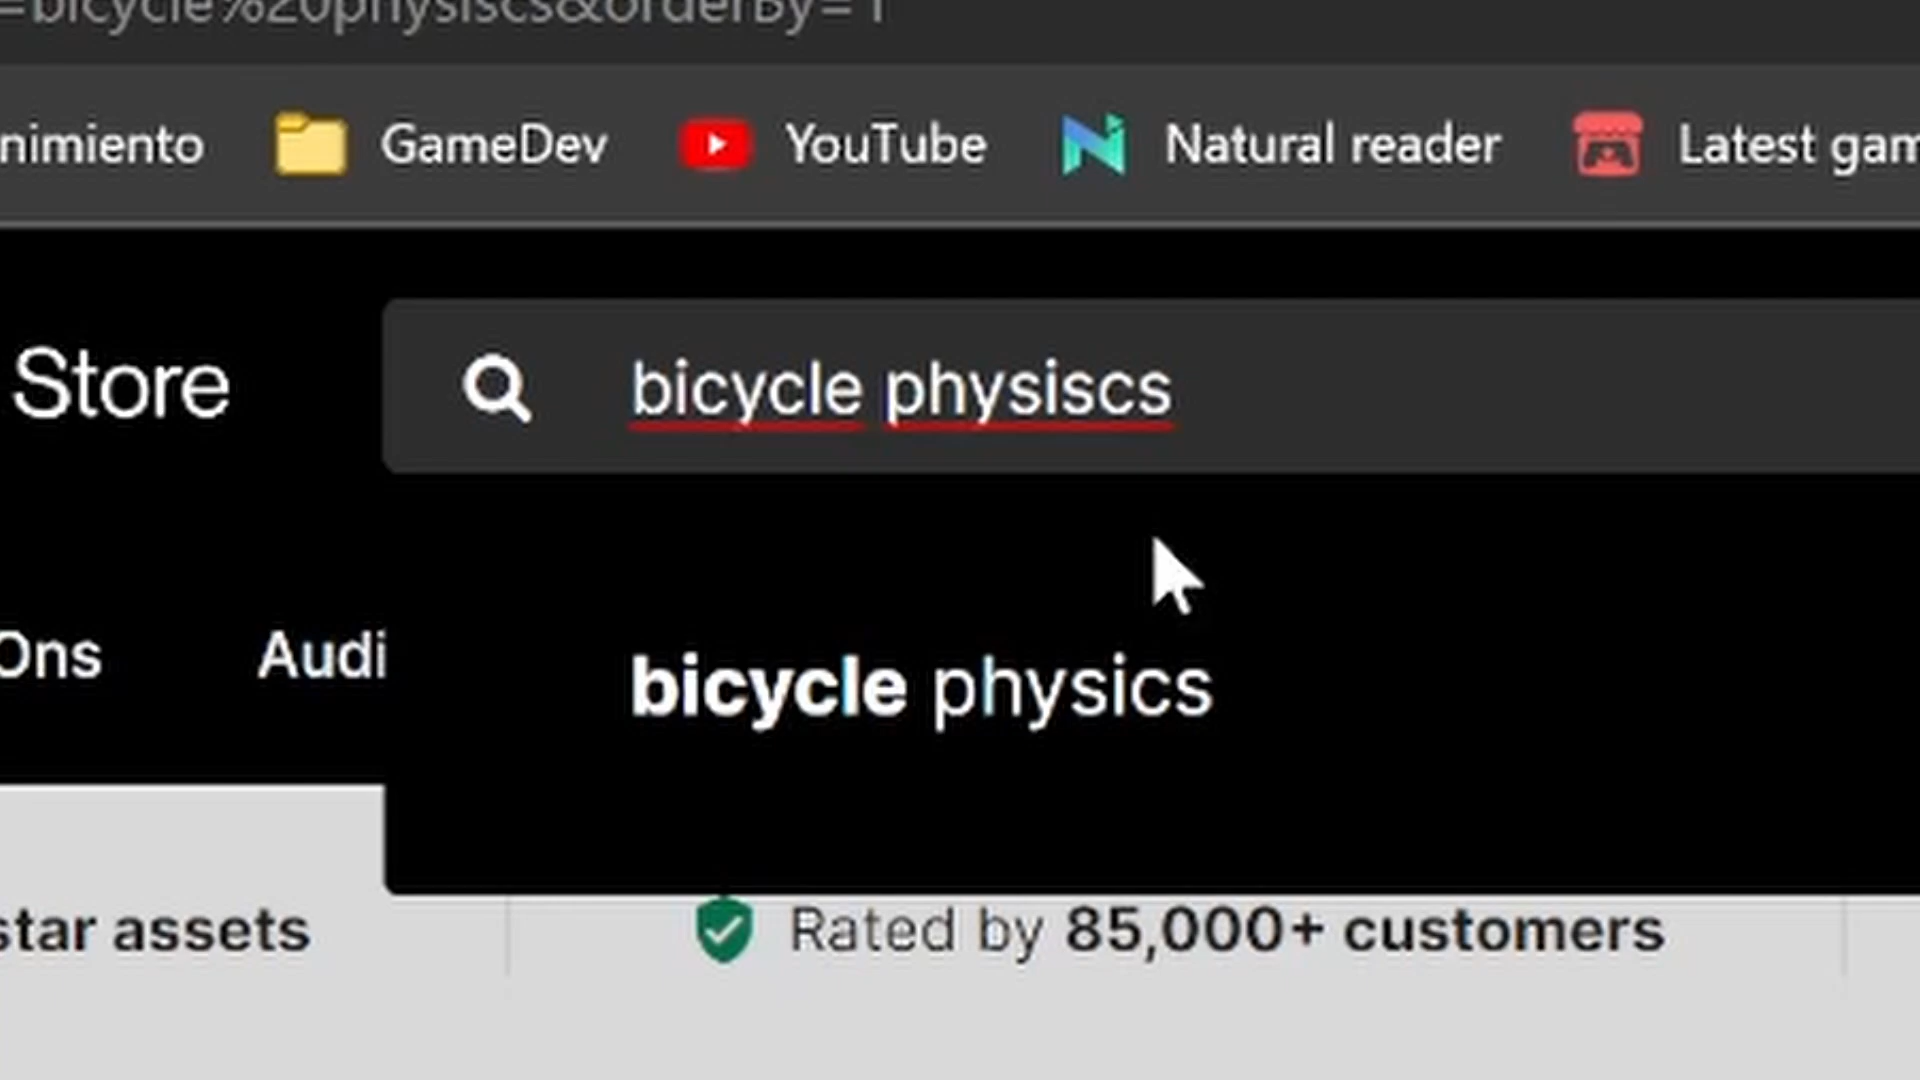 =bicycle%20physiscs&orderBy=1
nimiento GameDev YouTube Natural reader Latest gam
Store bicycle physiscs
Ons Audi
bicycle physics
star assets Rated by 85,000+ customers